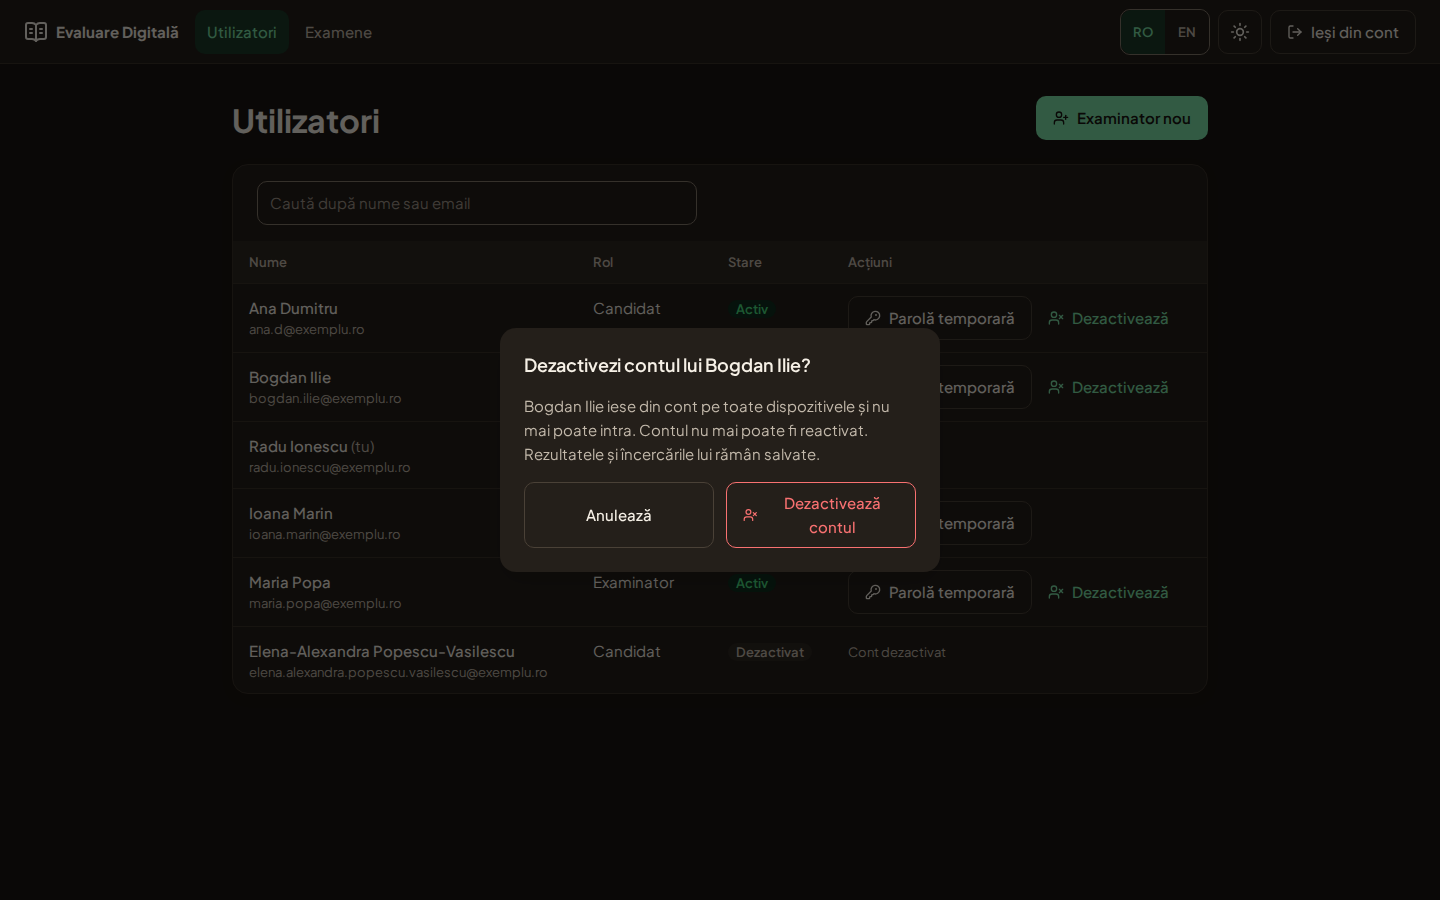 Evaluare Digitală
Utilizatori
Examene
RO
EN
Ieși din cont
Utilizatori
Examinator nou
Caută după nume sau email
Nume
Rol
Stare
Acțiuni
Ana Dumitru
ana.d@exemplu.ro
Candidat
Activ
Parolă temporară
Dezactivează
Bogdan Ilie
bogdan.ilie@exemplu.ro
temporară
Dezactivează
Radu Ionescu (tu)
radu.ionescu@exemplu.ro
Ioana Marin
ioana.marin@exemplu.ro
temporară
Maria Popa
maria.popa@exemplu.ro
Examinator
Activ
Parolă temporară
Dezactivează
Elena-Alexandra Popescu-Vasilescu
elena.alexandra.popescu.vasilescu@exemplu.ro
Candidat
Dezactivat
Cont dezactivat
Dezactivezi contul lui Bogdan Ilie?
Bogdan Ilie iese din cont pe toate dispozitivele și nu
mai poate intra. Contul nu mai poate fi reactivat.
Rezultatele și încercările lui rămân salvate.
Anulează
Dezactivează
contul